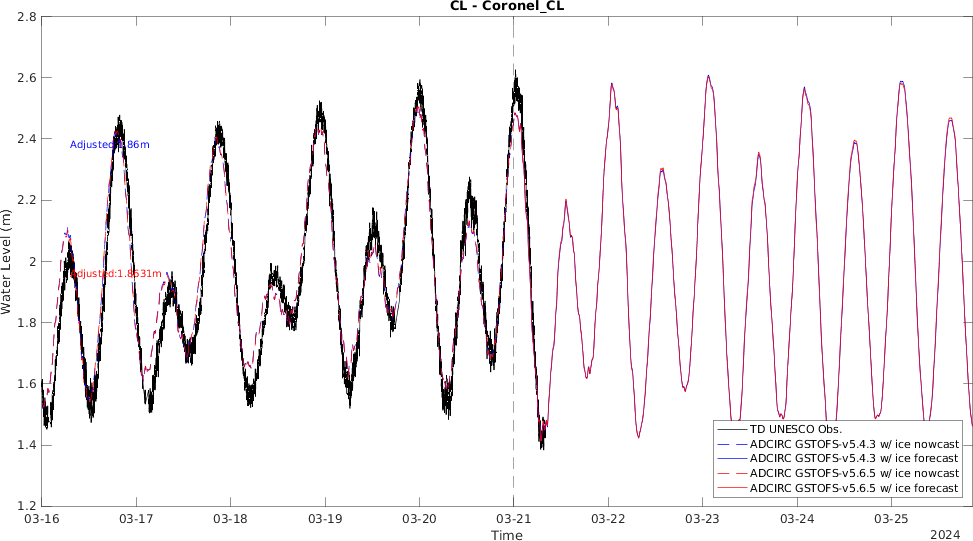 CL - Coronel_CL
2.8
2.6
2.4
2.2
2
1.8
1.6
1.4
1.2
Water Level (m)
Adjusted:1.86m
Adjusted:1.8631m
TD UNESCO Obs.
ADCIRC GSTOFS-v5.4.3 w/ ice nowcast
ADCIRC GSTOFS-v5.4.3 w/ ice forecast
ADCIRC GSTOFS-v5.6.5 w/ ice nowcast
ADCIRC GSTOFS-v5.6.5 w/ ice forecast
03-16 03-17 03-18 03-19 03-20 03-21 03-22 03-23 03-24 03-25
Time
2024